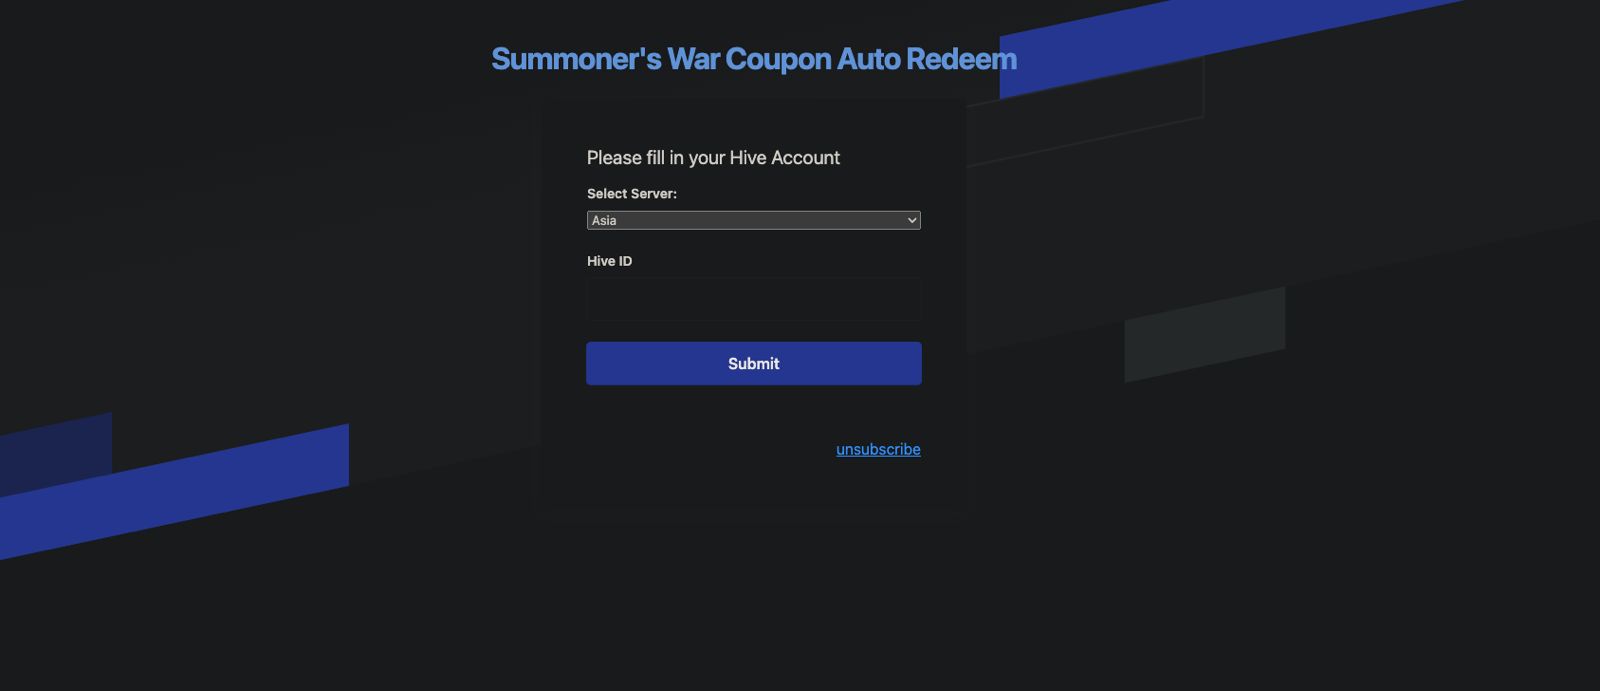 Summoner's War Coupon Auto Redeem
Please fill in your Hive Account
Select Server:
Asia
Hive ID
Submit
unsubscribe